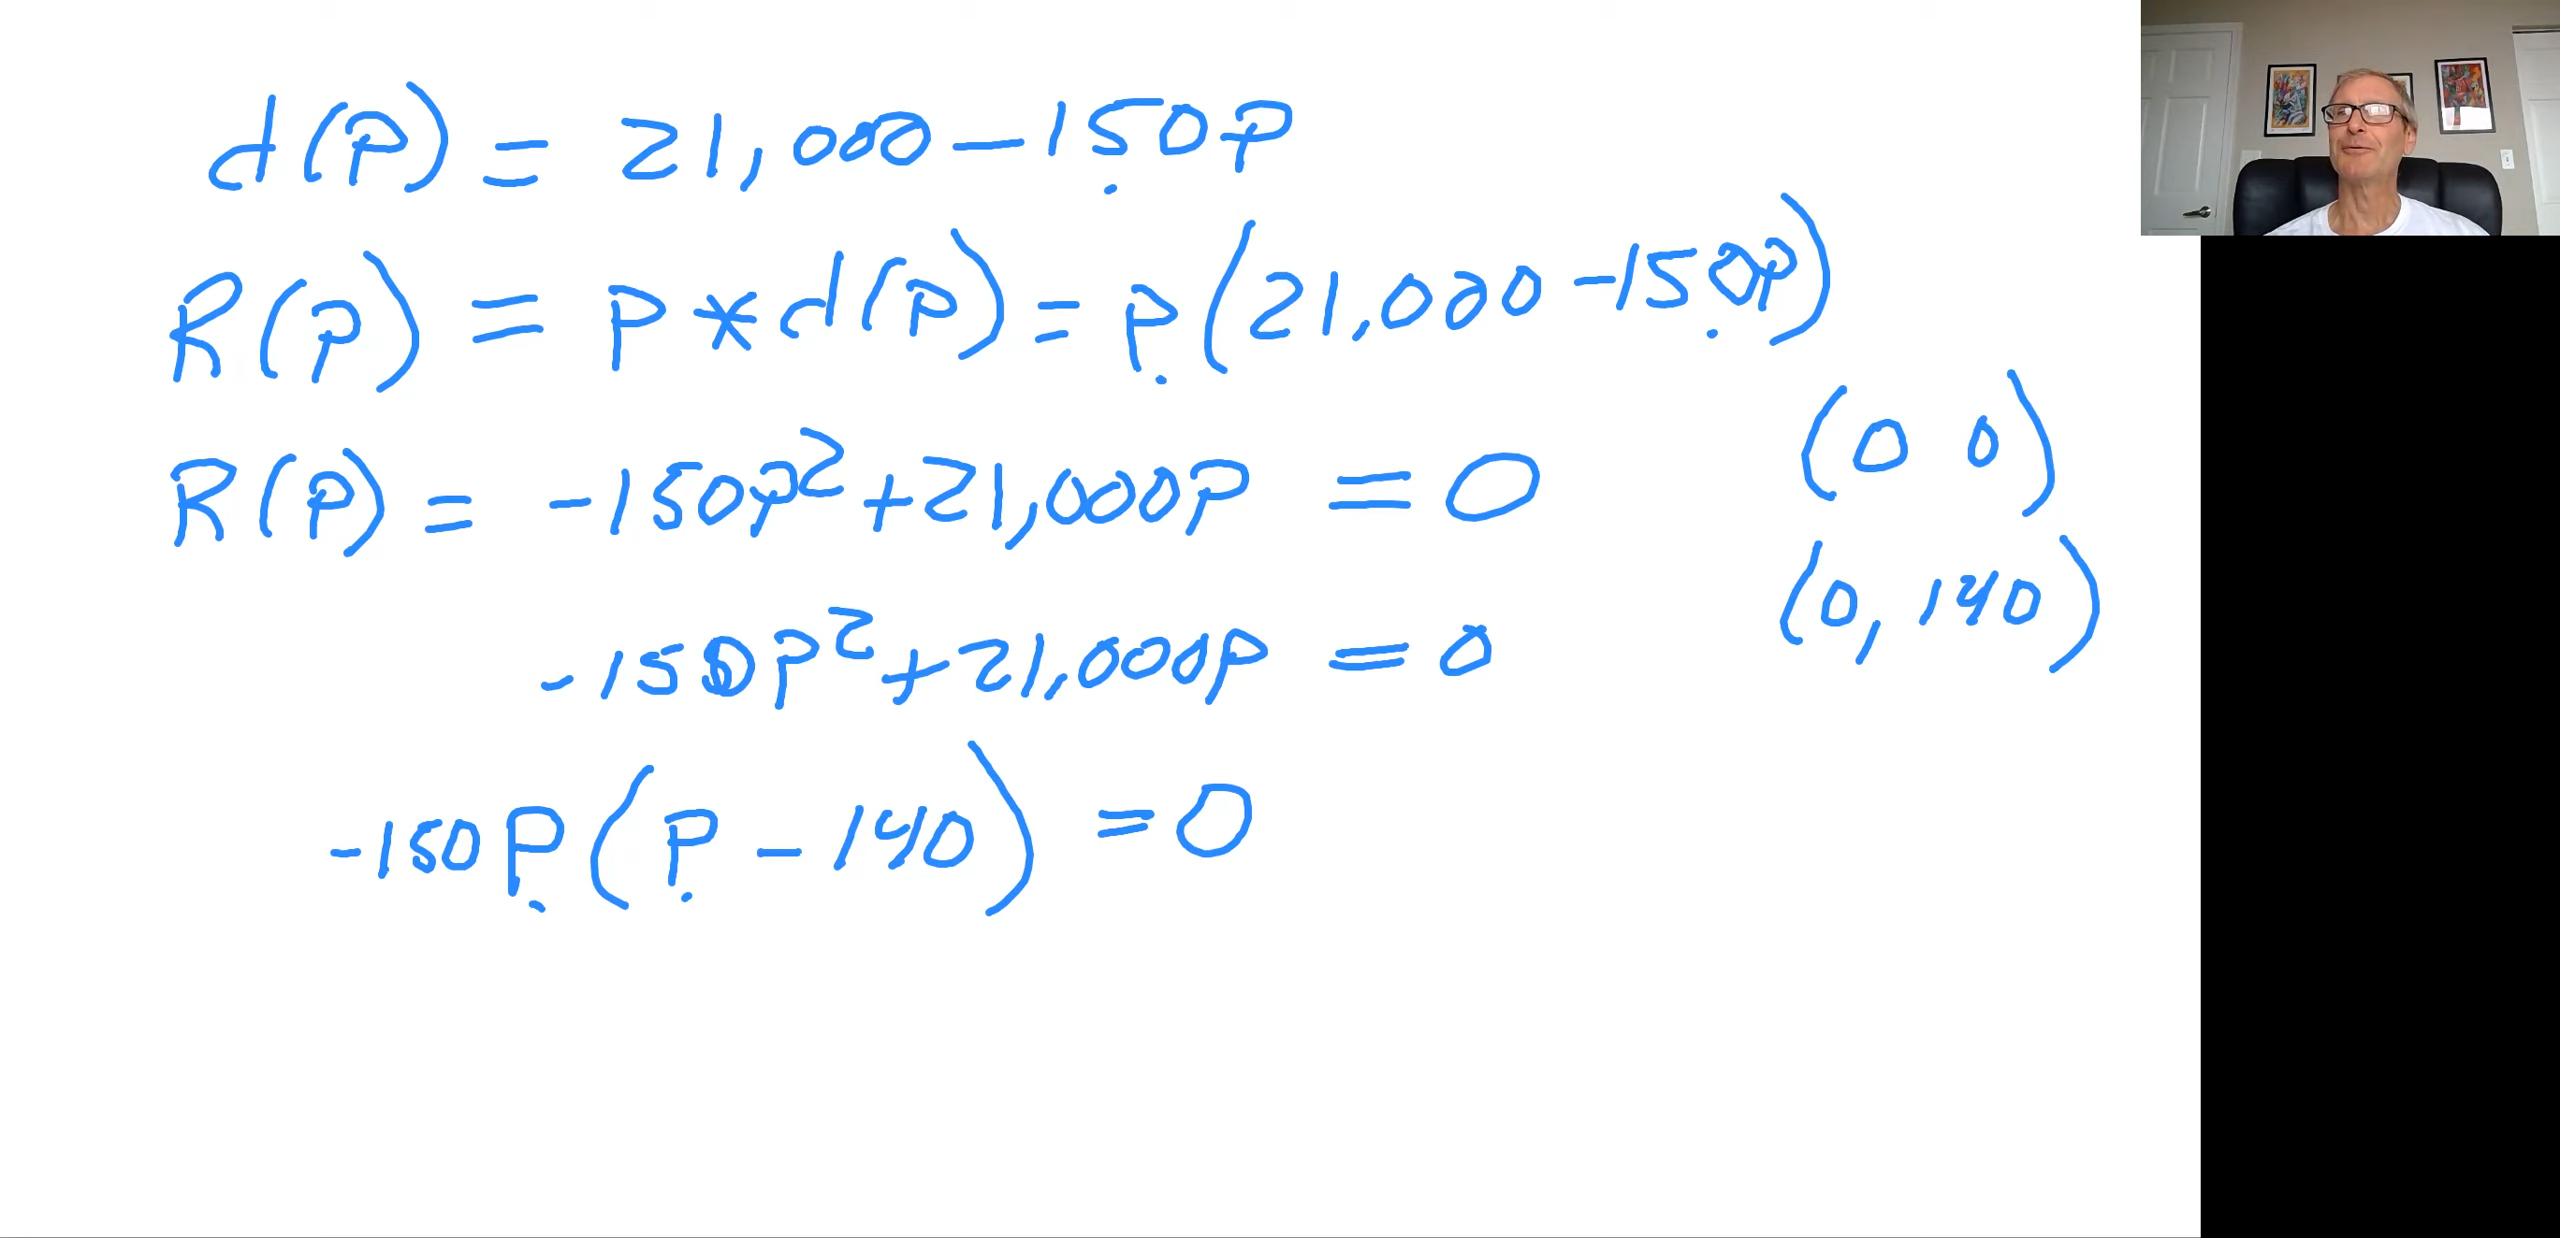 d(P) = 21,000 - 150P
R(P) = P * d(P) = P(21,000 - 150P)
R(P) = -150P² + 21,000P = 0
(0 0)
-150P² + 21,000P = 0
(0, 140)
-150P(P - 140) = 0